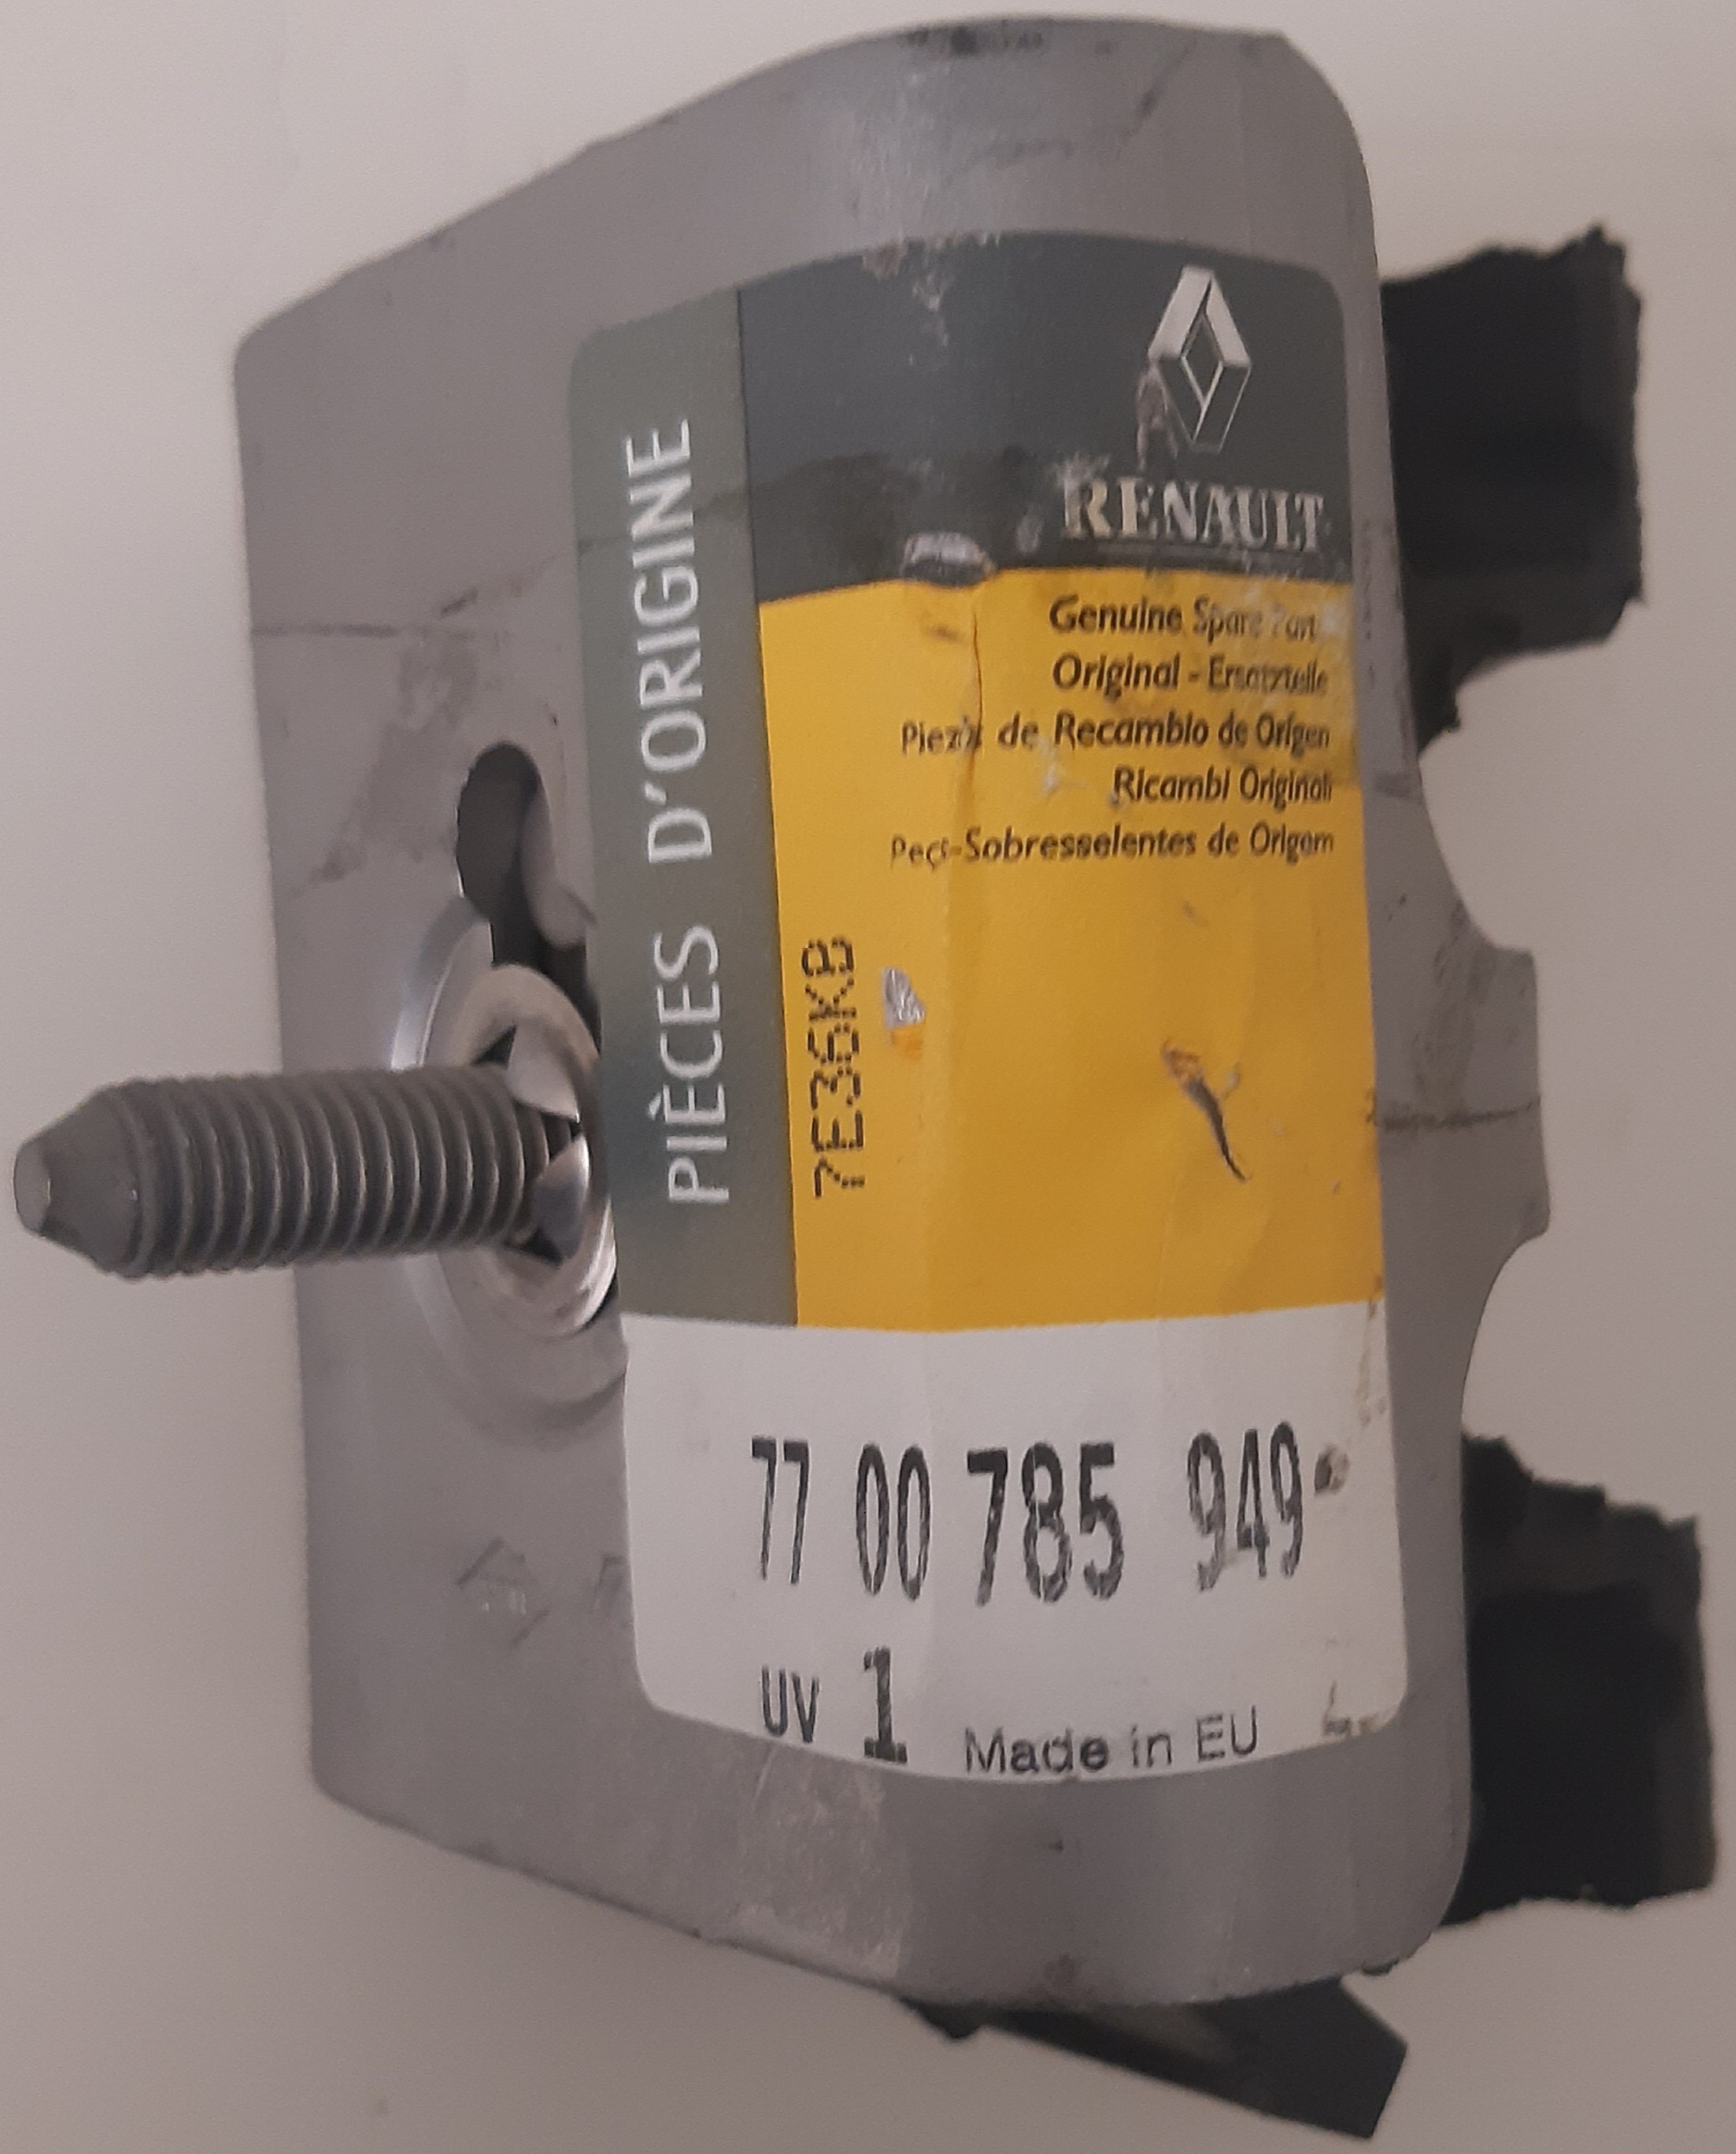 RENAULT
PIÈCES D'ORIGINE
Genuine Spare Part
Original - Ersatzteile
Pieza de Recambio de Origen
Ricambi Originali
Sobresselentes de Origem
7E36KB
77 00 785 949
UV 1 Made in EU